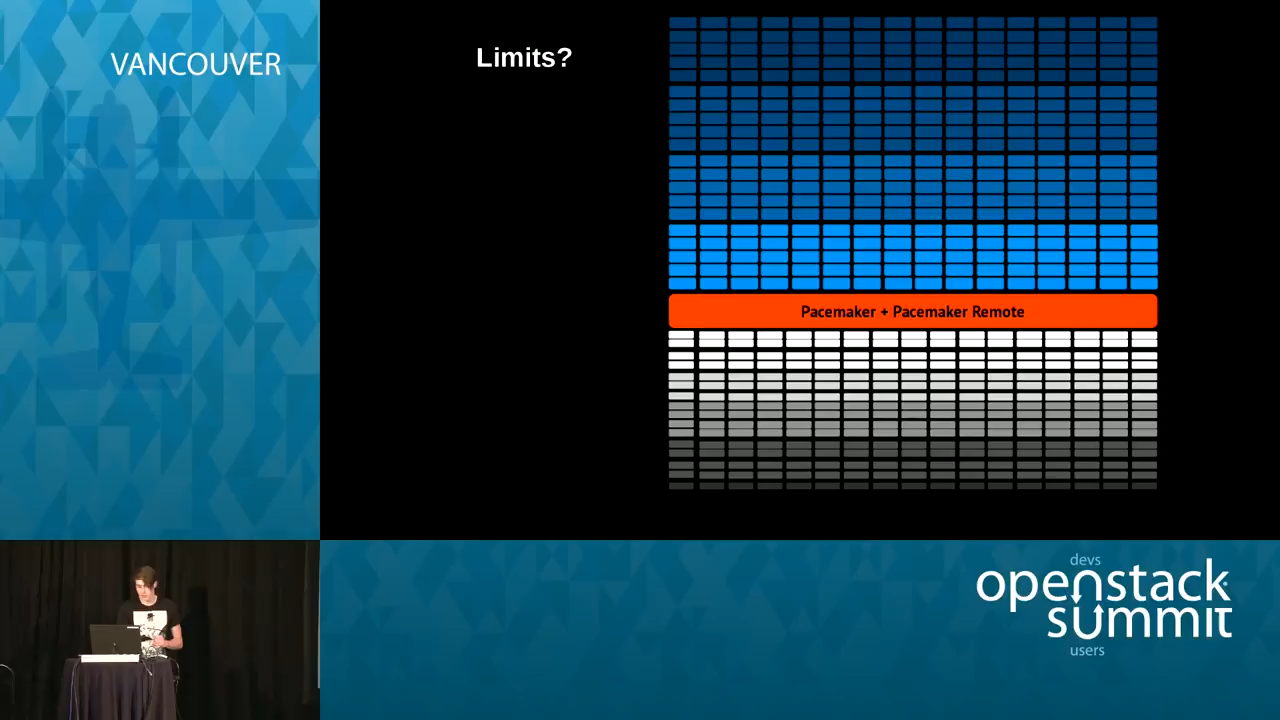 VANCOUVER
Limits?
Pacemaker + Pacemaker Remote
devs
openstack
summit
users